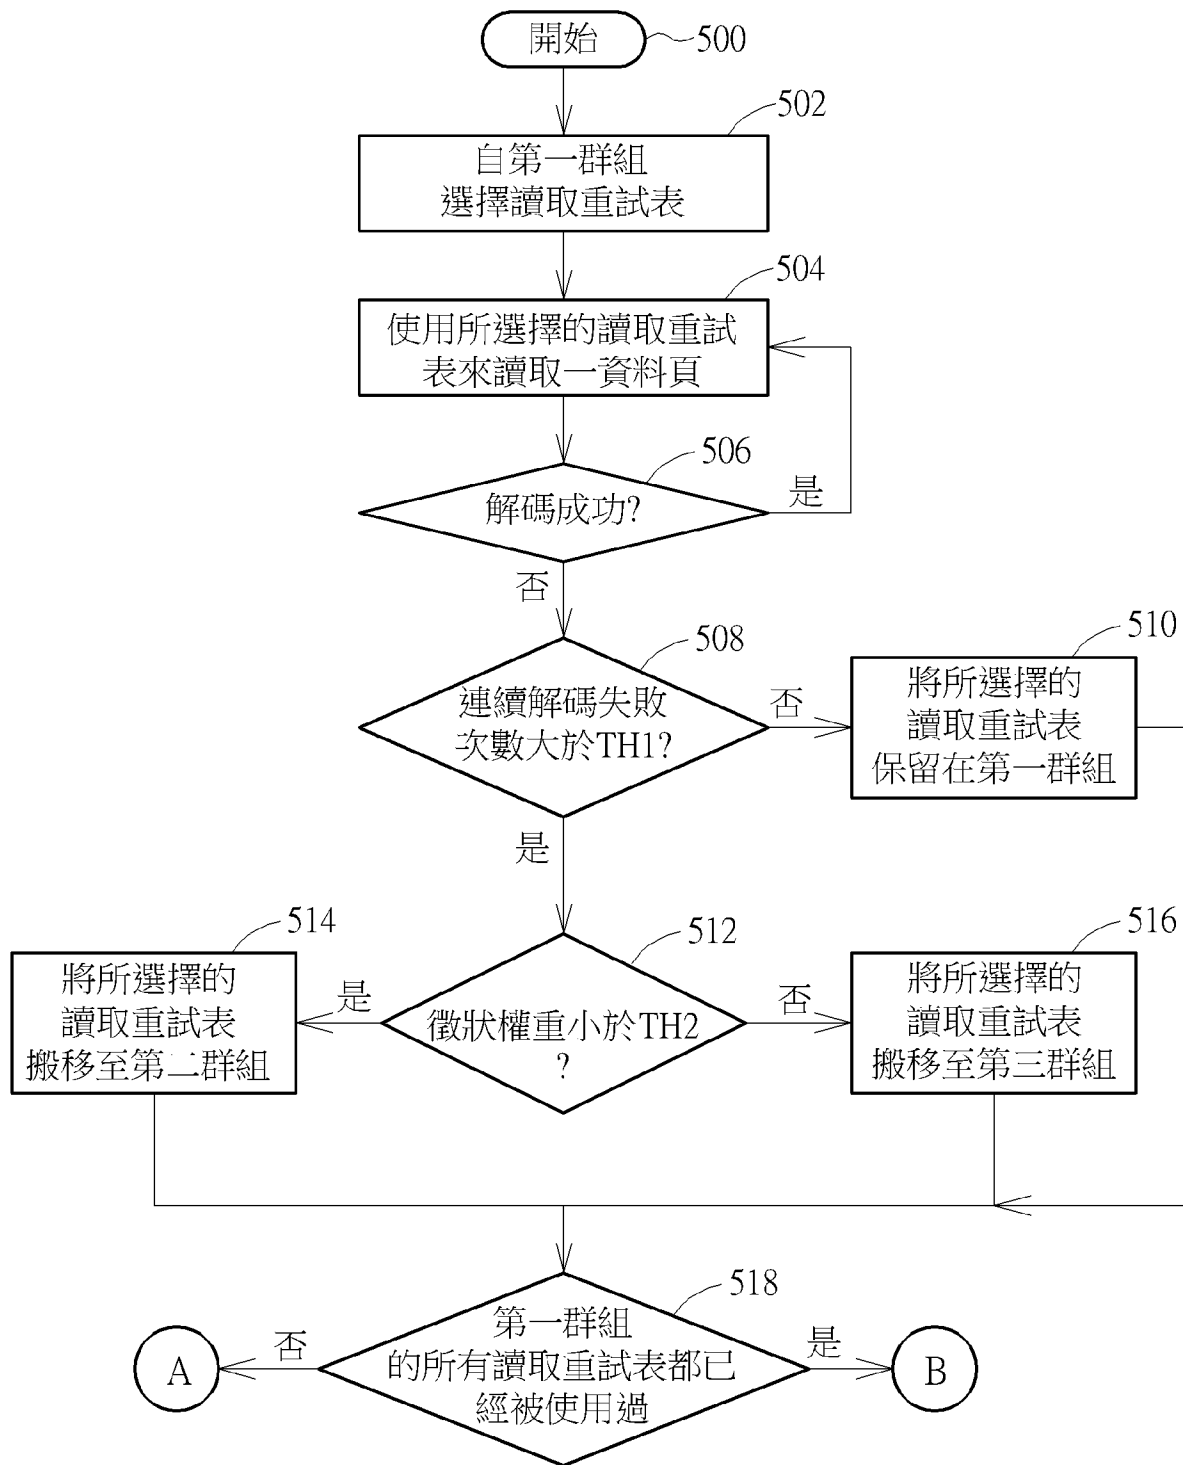 開始
500
502
自第一群組
選擇讀取重試表
504
使用所選擇的讀取重試
表來讀取一資料頁
506
解碼成功?
是
否
508
連續解碼失敗
次數大於TH1?
否
510
將所選擇的
讀取重試表
保留在第一群組
是
514
將所選擇的
讀取重試表
搬移至第二群組
是
512
徵狀權重小於TH2
?
否
516
將所選擇的
讀取重試表
搬移至第三群組
518
第一群組
的所有讀取重試表都已
經被使用過
否
A
是
B